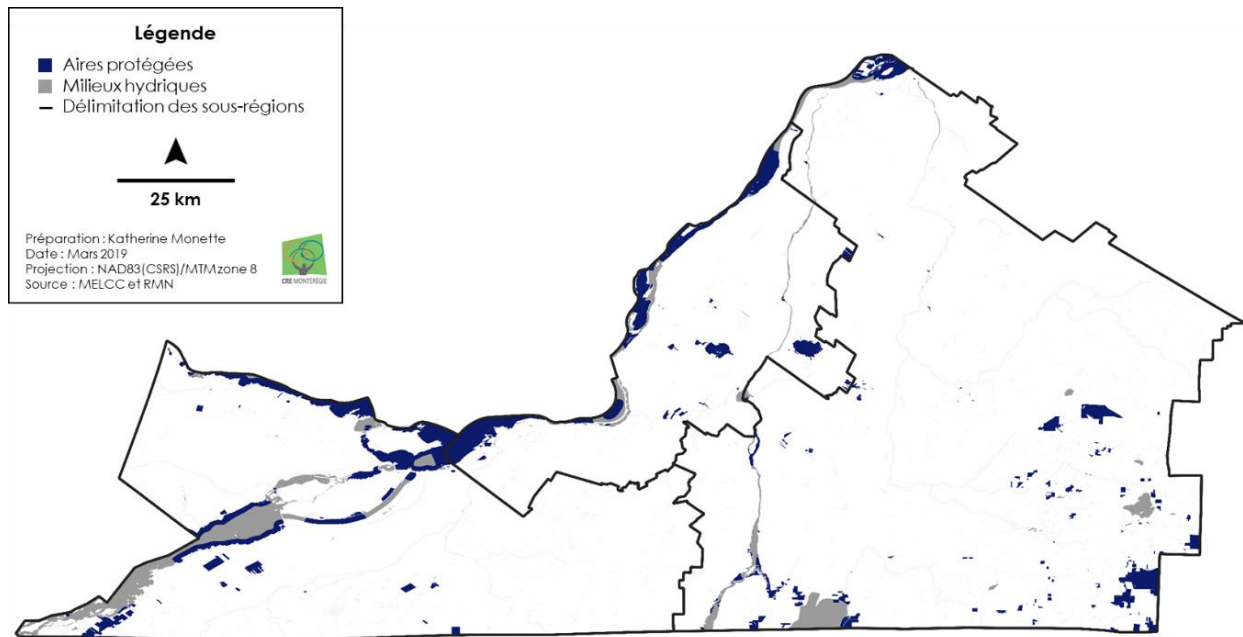 Légende
Aires protégées
Milieux hydriques
Délimitation des sous-régions
25 km
Préparation : Katherine Monette
Date : Mars 2019
Projection : NAD83(CSRS)/MTMzone 8
Source : MELCC et RMN
CRE MONTÉRÉGIE